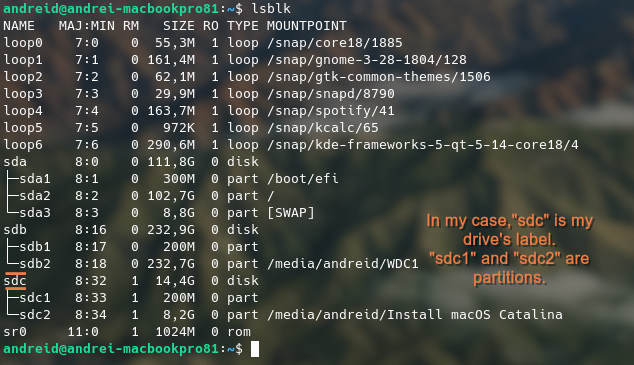 andreid@andrei-macbookpro81:~$ lsblk
NAME   MAJ:MIN RM   SIZE RO TYPE MOUNTPOINT
loop0    7:0    0  55,3M  1 loop /snap/core18/1885
loop1    7:1    0 161,4M  1 loop /snap/gnome-3-28-1804/128
loop2    7:2    0  62,1M  1 loop /snap/gtk-common-themes/1506
loop3    7:3    0  29,9M  1 loop /snap/snapd/8790
loop4    7:4    0 163,7M  1 loop /snap/spotify/41
loop5    7:5    0   972K  1 loop /snap/kcalc/65
loop6    7:6    0 290,6M  1 loop /snap/kde-frameworks-5-qt-5-14-core18/4
sda      8:0    0 111,8G  0 disk
├─sda1   8:1    0   300M  0 part /boot/efi
├─sda2   8:2    0 102,7G  0 part /
└─sda3   8:3    0   8,8G  0 part [SWAP]
sdb      8:16   0 232,9G  0 disk
├─sdb1   8:17   0   200M  0 part
└─sdb2   8:18   0 232,7G  0 part /media/andreid/WDC1
sdc      8:32   1  14,4G  0 disk
├─sdc1   8:33   1   200M  0 part
└─sdc2   8:34   1   8,2G  0 part /media/andreid/Install macOS Catalina
sr0     11:0    1  1024M  0 rom
andreid@andrei-macbookpro81:~$
In my case,"sdc" is my
drive's label.
"sdc1" and "sdc2" are
partitions.